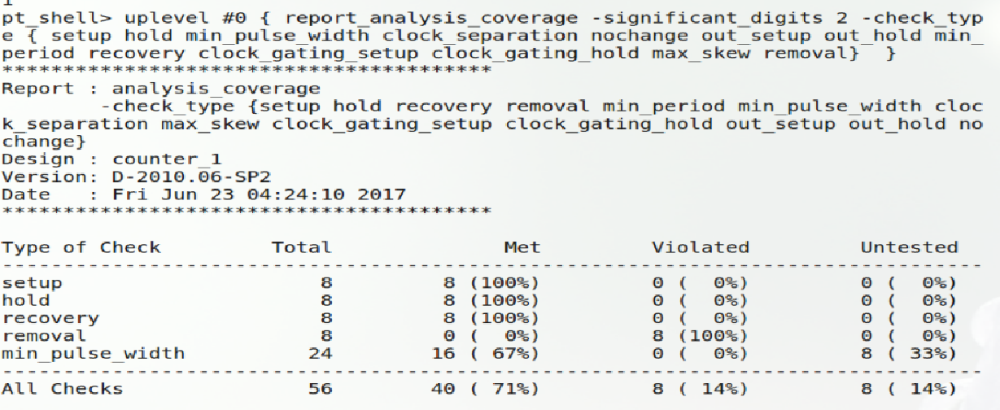 pt_shell> uplevel #0 { report_analysis_coverage -significant_digits 2 -check_typ
e { setup hold min_pulse_width clock_separation nochange out_setup out_hold min_
period recovery clock_gating_setup clock_gating_hold max_skew removal}  }
****************************************
Report : analysis_coverage
        -check_type {setup hold recovery removal min_period min_pulse_width cloc
k_separation max_skew clock_gating_setup clock_gating_hold out_setup out_hold no
change}
Design : counter_1
Version: D-2010.06-SP2
Date   : Fri Jun 23 04:24:10 2017
****************************************
Type of Check         Total              Met         Violated         Untested
--------------------------------------------------------------------------------
setup                     8         8 (100%)         0 (  0%)         0 (  0%)
hold                      8         8 (100%)         0 (  0%)         0 (  0%)
recovery                  8         8 (100%)         0 (  0%)         0 (  0%)
removal                   8         0 (  0%)         8 (100%)         0 (  0%)
min_pulse_width          24        16 ( 67%)         0 (  0%)         8 ( 33%)
--------------------------------------------------------------------------------
All Checks               56        40 ( 71%)         8 ( 14%)         8 ( 14%)